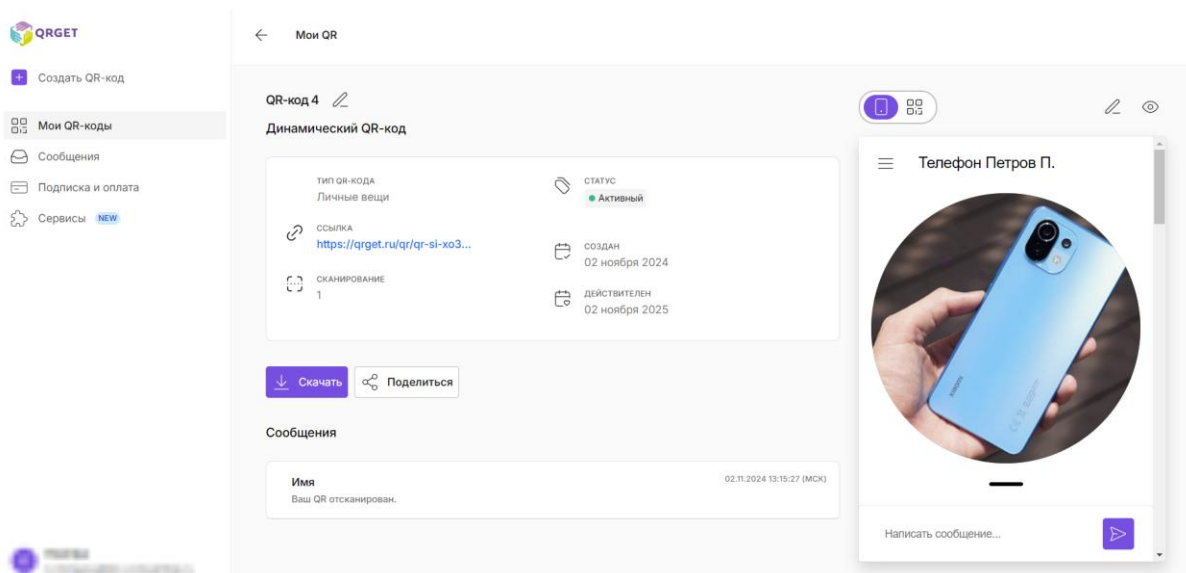 QRGET
Создать QR-код
Мои QR-коды
Сообщения
Подписка и оплата
Сервисы NEW
Мои QR
QR-код 4
Динамический QR-код
ТИП QR-КОДА
Личные вещи
ССЫЛКА
https://qrget.ru/qr/qr-si-xo3...
СКАНИРОВАНИЕ
1
СТАТУС
Активный
СОЗДАН
02 ноября 2024
ДЕЙСТВИТЕЛЕН
02 ноября 2025
Скачать
Поделиться
Сообщения
Имя
02.11.2024 13:15:27 (МСК)
Ваш QR отсканирован.
Телефон Петров П.
xiaomi
Написать сообщение...